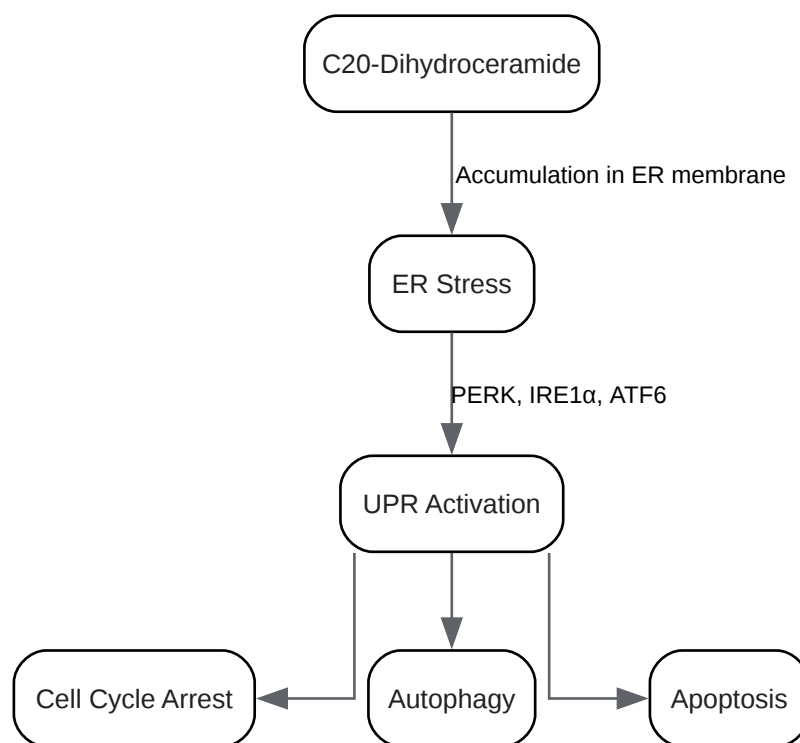 C20-Dihydroceramide
Accumulation in ER membrane
ER Stress
PERK, IRE1α, ATF6
UPR Activation
Cell Cycle Arrest
Autophagy
Apoptosis